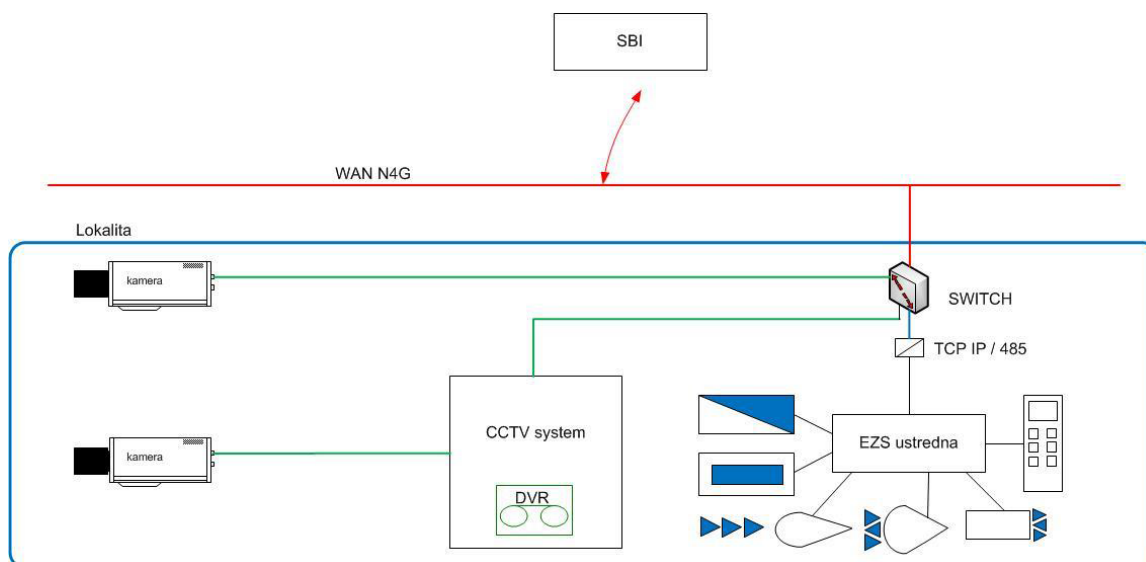 SBI
WAN N4G
Lokalita
kamera
SWITCH
TCP IP / 485
CCTV system
EZS ustredna
kamera
DVR